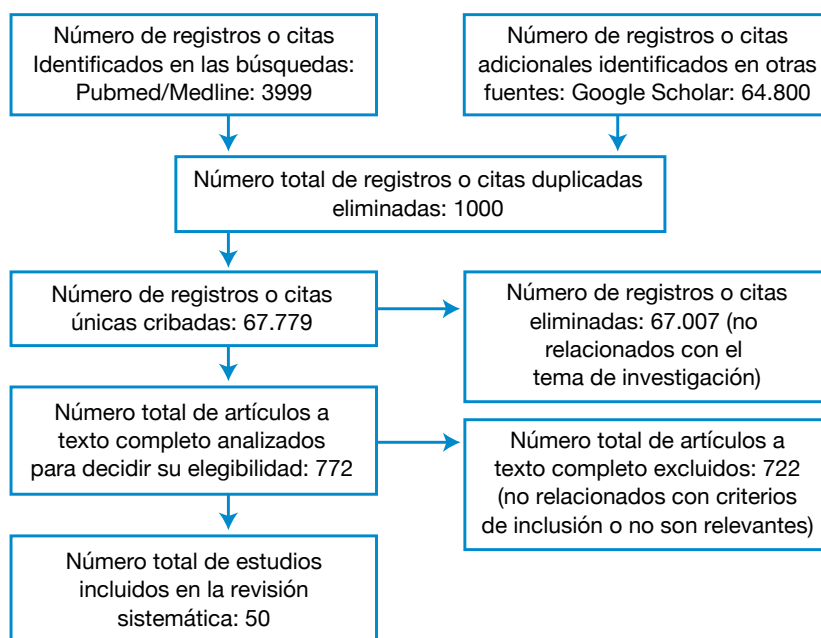 Número de registros o citas
Identificados en las búsquedas:
Pubmed/Medline: 3999
Número de registros o citas
adicionales identificados en otras
fuentes: Google Scholar: 64.800
Número total de registros o citas duplicadas
eliminadas: 1000
Número de registros o citas
únicas cribadas: 67.779
Número de registros o citas
eliminadas: 67.007 (no
relacionados con el
tema de investigación)
Número total de artículos a
texto completo analizados
para decidir su elegibilidad: 772
Número total de artículos a
texto completo excluidos: 722
(no relacionados con criterios
de inclusión o no son relevantes)
Número total de estudios
incluidos en la revisión
sistemática: 50